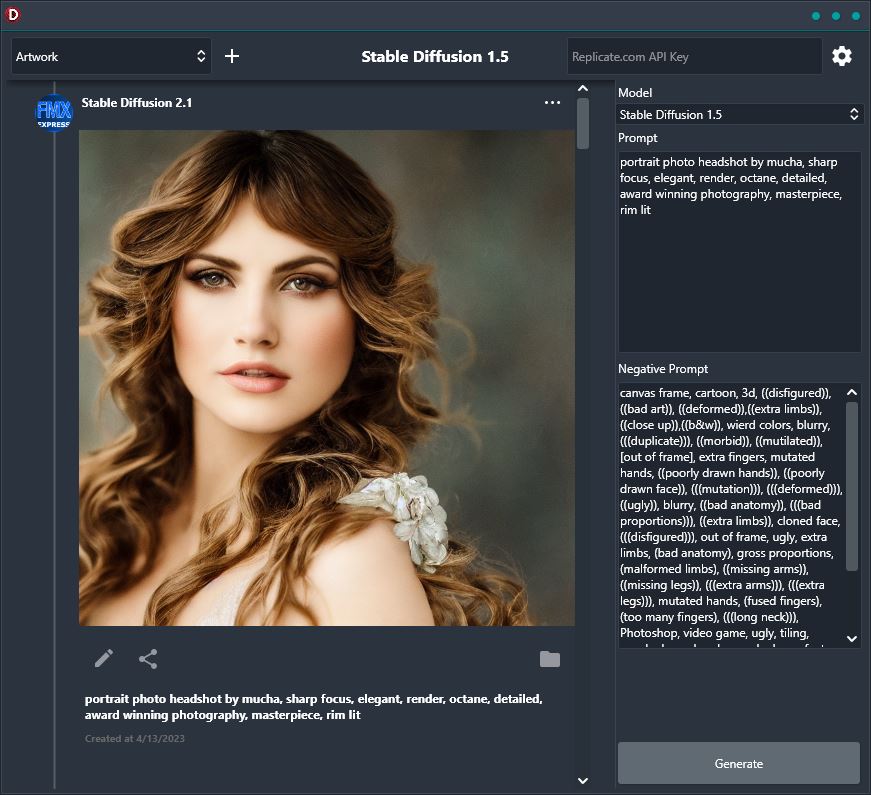 D
Artwork
Stable Diffusion 1.5
Replicate.com API Key
FMX
EXPRESS
Stable Diffusion 2.1
portrait photo headshot by mucha, sharp focus, elegant, render, octane, detailed,
award winning photography, masterpiece, rim lit
Created at 4/13/2023
Model
Stable Diffusion 1.5
Prompt
portrait photo headshot by mucha, sharp
focus, elegant, render, octane, detailed,
award winning photography, masterpiece,
rim lit
Negative Prompt
canvas frame, cartoon, 3d, ((disfigured)),
((bad art)), ((deformed)),((extra limbs)),
((close up)),((b&w)), wierd colors, blurry,
(((duplicate))), ((morbid)), ((mutilated)),
[out of frame], extra fingers, mutated
hands, ((poorly drawn hands)), ((poorly
drawn face)), (((mutation))), (((deformed))),
((ugly)), blurry, ((bad anatomy)), (((bad
proportions))), ((extra limbs)), cloned face,
(((disfigured))), out of frame, ugly, extra
limbs, (bad anatomy), gross proportions,
(malformed limbs), ((missing arms)),
((missing legs)), (((extra arms))), (((extra
legs))), mutated hands, (fused fingers),
(too many fingers), (((long neck))),
Photoshop, video game, ugly, tiling,
Generate